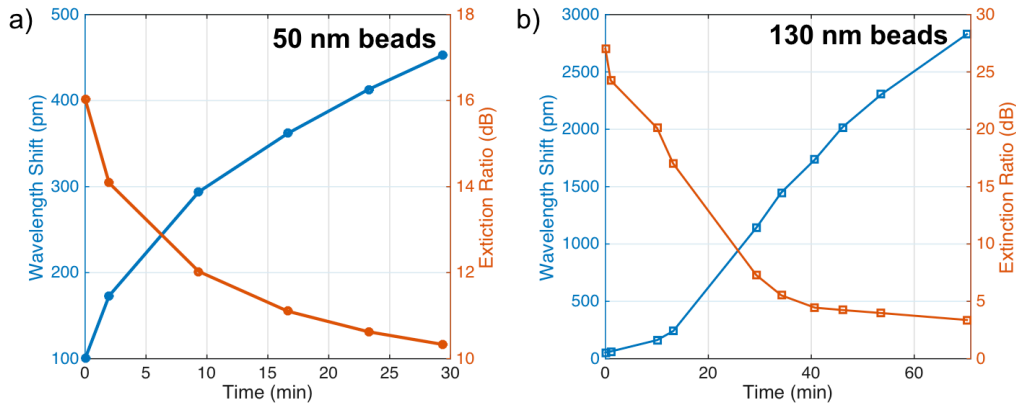 a)
50 nm beads
500
400
300
200
100
Wavelength Shift (pm)
18
16
14
12
10
Extiction Ratio (dB)
0 5 10 15 20 25 30
Time (min)
b)
130 nm beads
3000
2500
2000
1500
1000
500
0
Wavelength Shift (pm)
30
25
20
15
10
5
0
Extinction Ratio (dB)
0 20 40 60
Time (min)